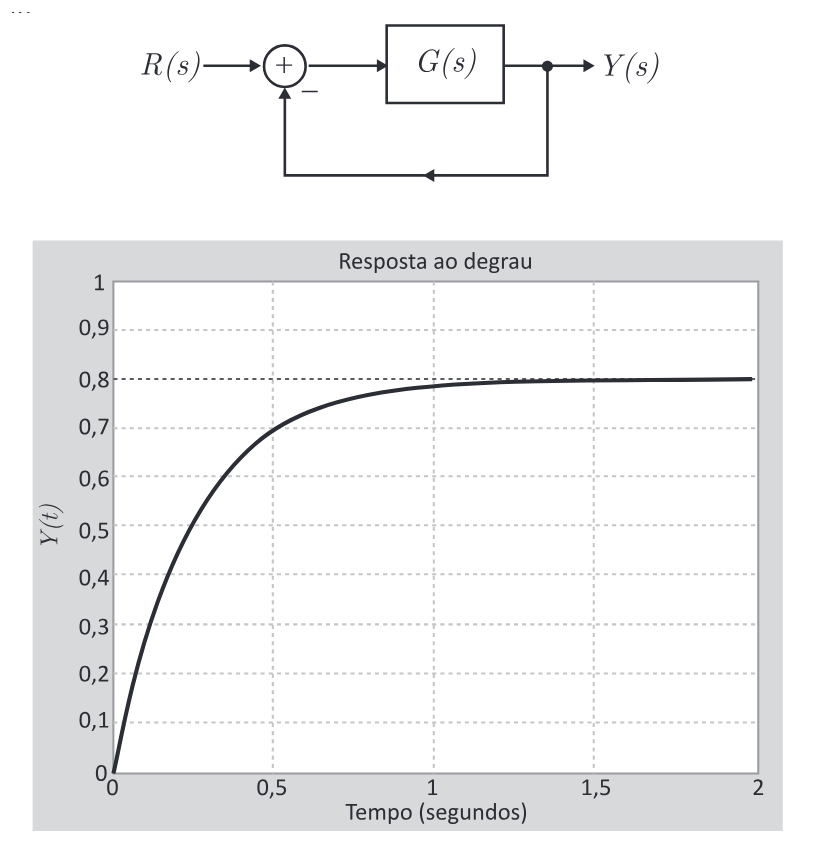 ...
R(s) + G(s) Y(s)
−
Resposta ao degrau
1
0,9
0,8
0,7
0,6
0,5
0,4
0,3
0,2
0,1
0
Y(t)
0 0,5 1 1,5 2
Tempo (segundos)